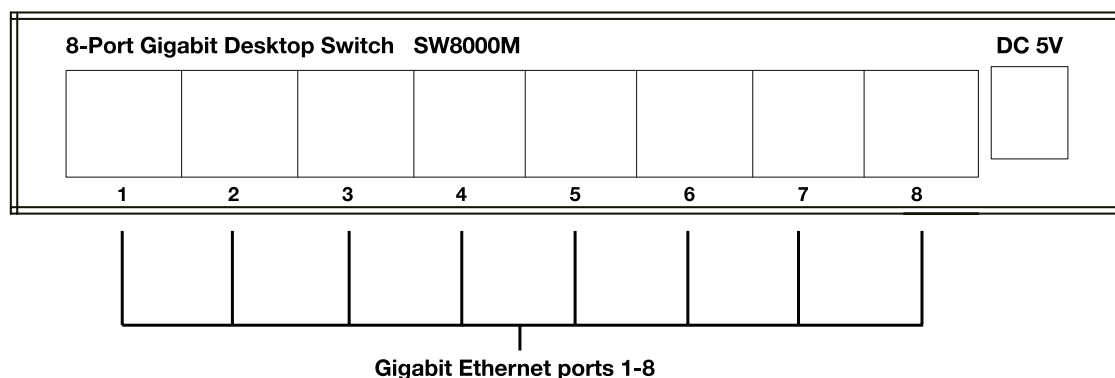 8-Port Gigabit Desktop Switch SW8000M DC 5V
1 2 3 4 5 6 7 8
Gigabit Ethernet ports 1-8